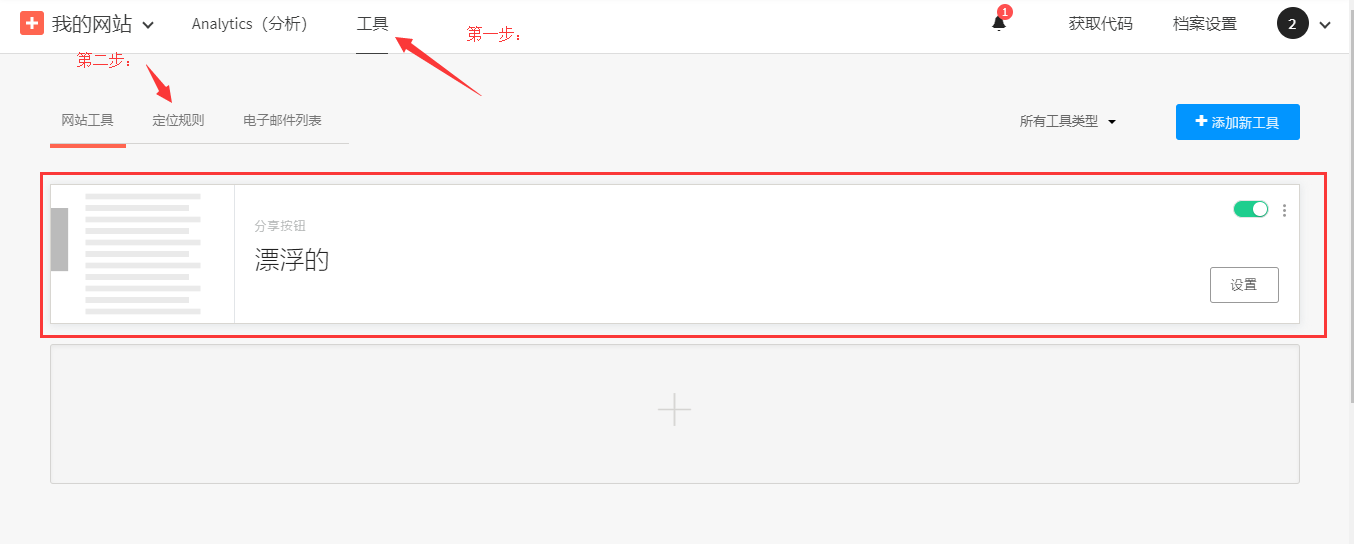 我的网站
Analytics（分析）
工具
第一步：
1
获取代码
档案设置
2
第二步：
网站工具
定位规则
电子邮件列表
所有工具类型
添加新工具
分享按钮
漂浮的
设置